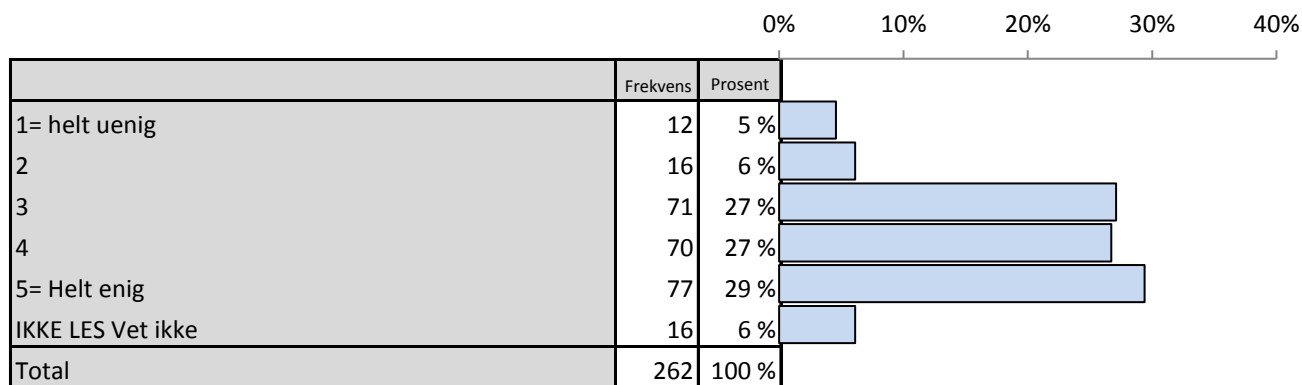 0% 10% 20% 30% 40%
Frekvens Prosent
1= helt uenig 12 5 %
2 16 6 %
3 71 27 %
4 70 27 %
5= Helt enig 77 29 %
IKKE LES Vet ikke 16 6 %
Total 262 100 %